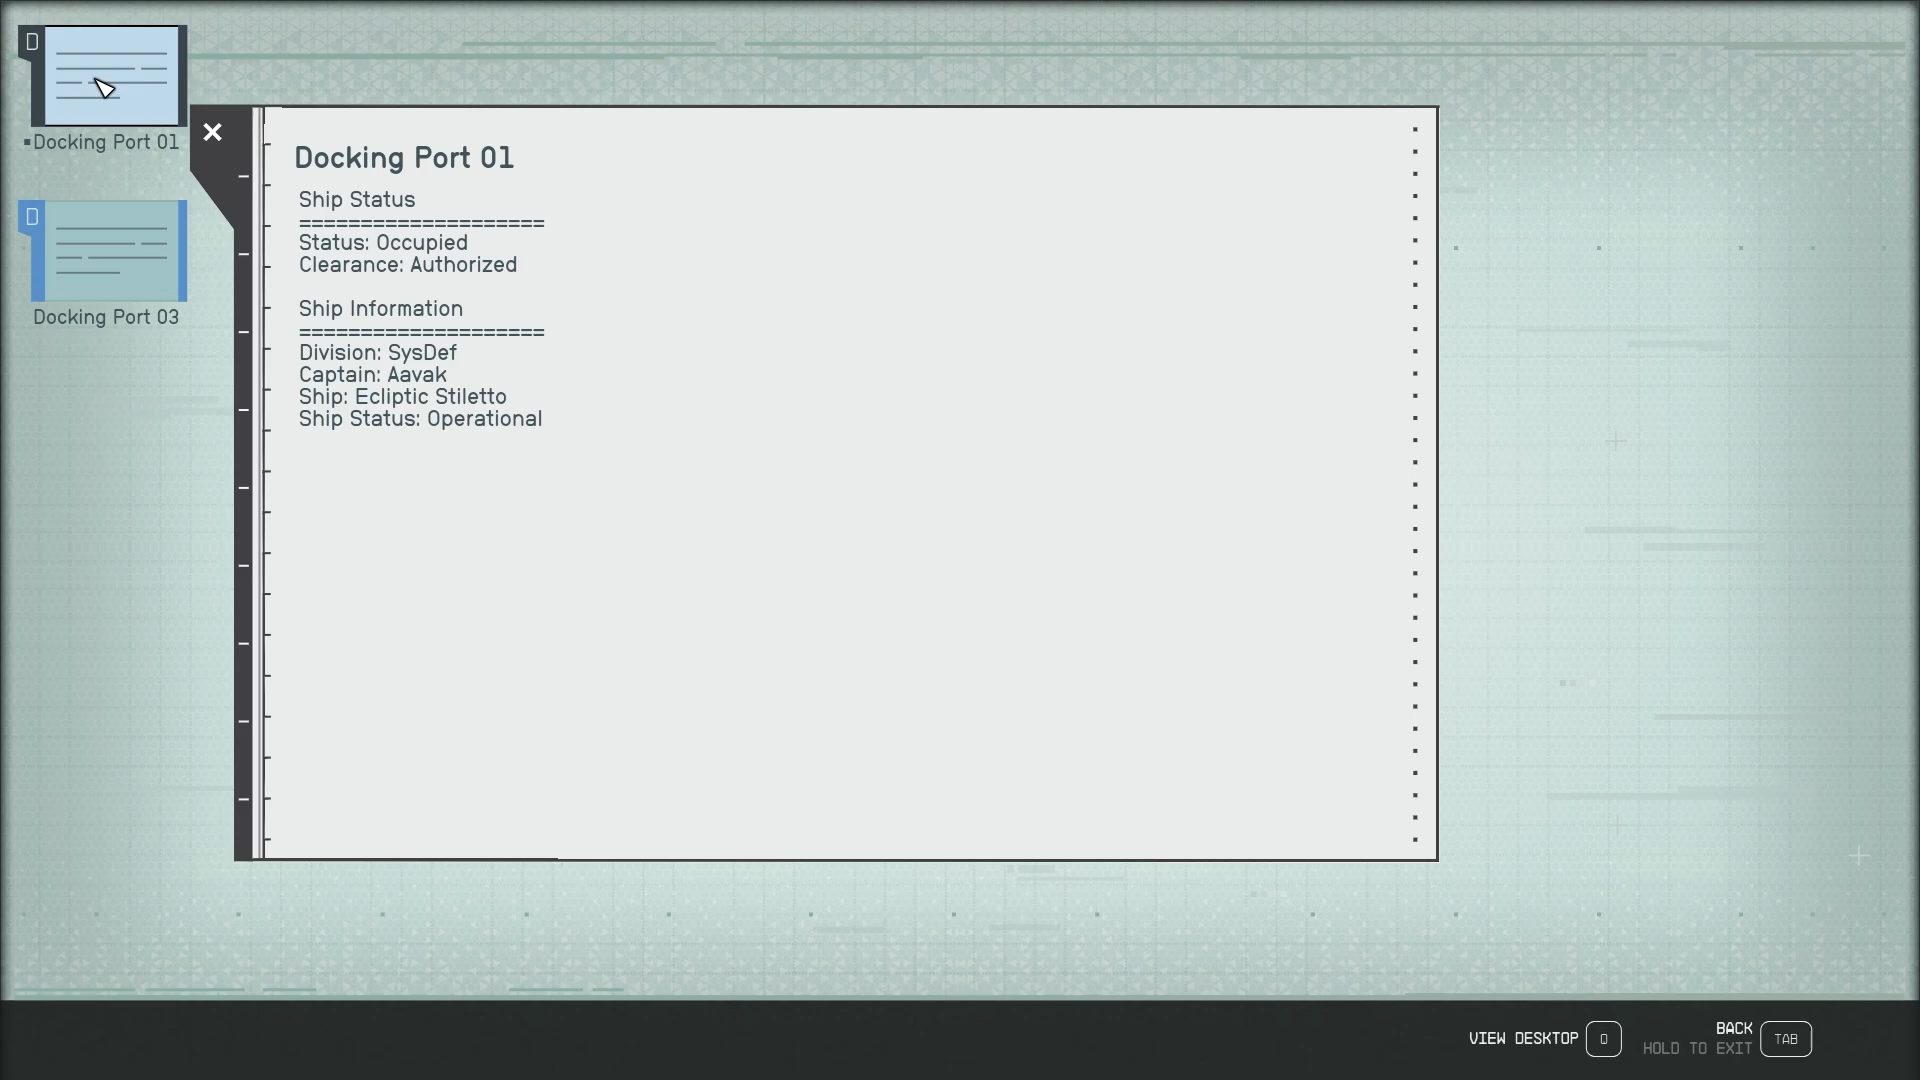 D
Docking Port 01
D
Docking Port 03
Docking Port 01
Ship Status
====================
Status: Occupied
Clearance: Authorized
Ship Information
====================
Division: SysDef
Captain: Aavak
Ship: Ecliptic Stiletto
Ship Status: Operational
VIEW DESKTOP Q
BACK
HOLD TO EXIT TAB